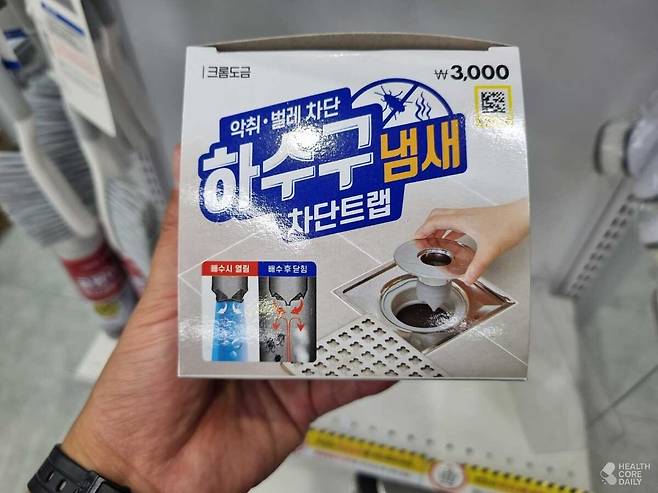 크롬도금
₩3,000
악취·벌레 차단
하수구 냄새
차단트랩
배수시 열림
배수 후 닫힘
HEALTH
CORE
DAILY